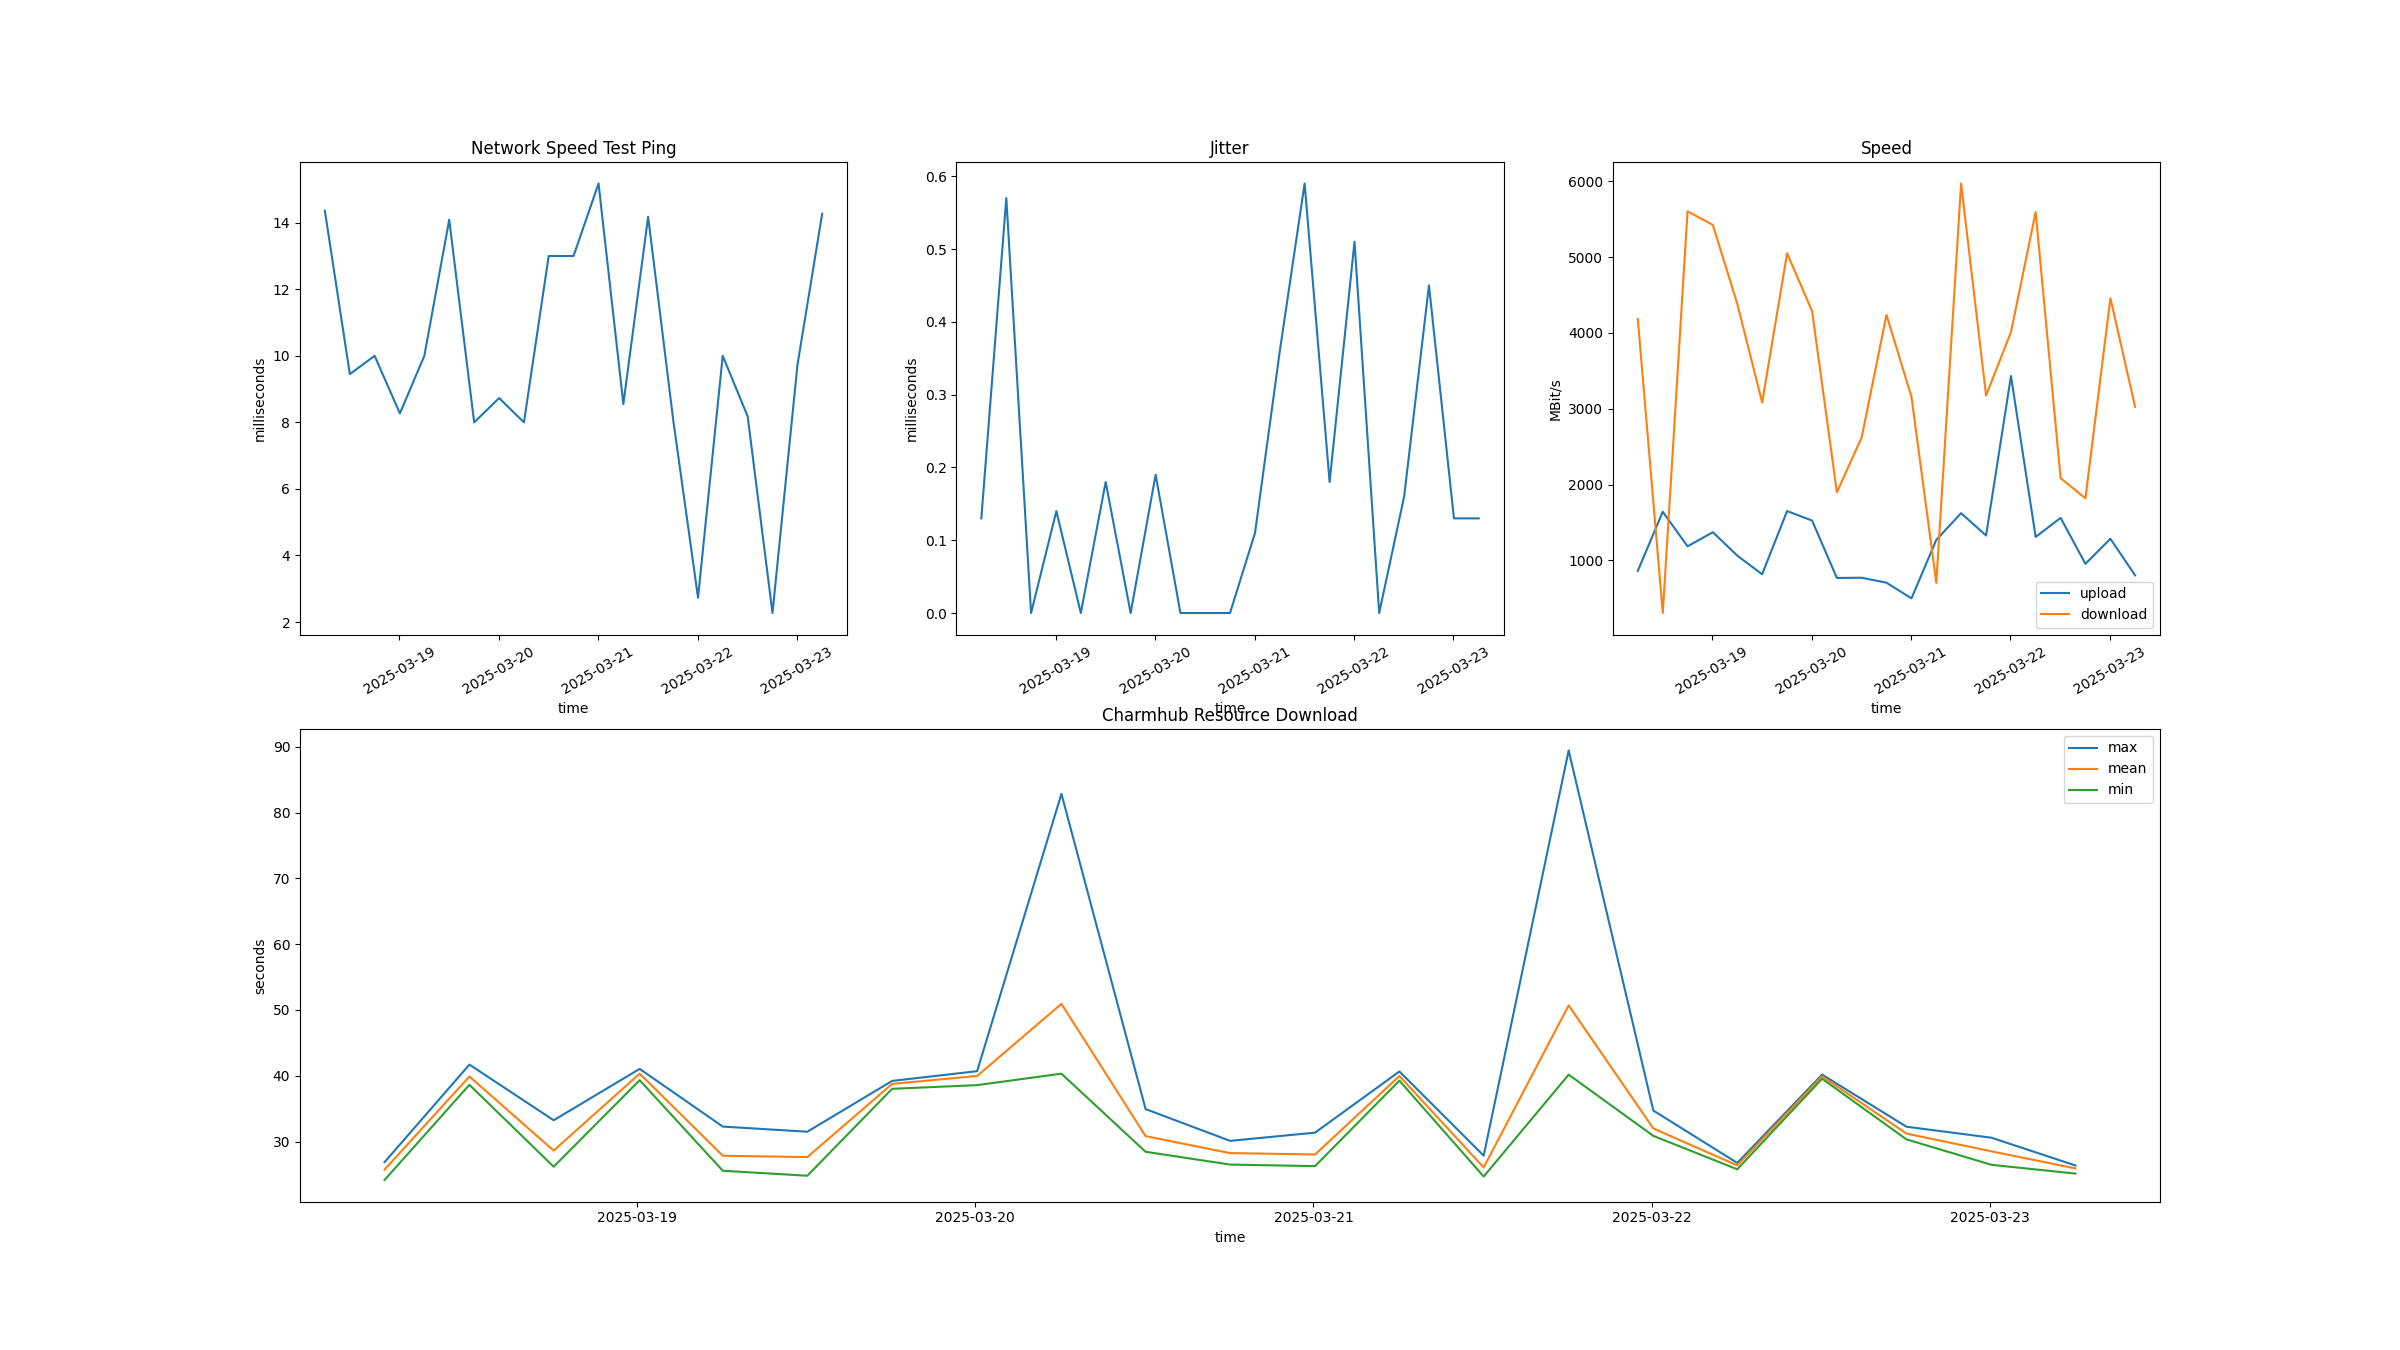 Network Speed Test Ping
milliseconds
14
12
10
8
6
4
2
2025-03-19
2025-03-20
2025-03-21
2025-03-22
2025-03-23
time
Jitter
milliseconds
0.6
0.5
0.4
0.3
0.2
0.1
0.0
2025-03-19
2025-03-20
2025-03-21
2025-03-22
2025-03-23
time
Speed
MBit/s
6000
5000
4000
3000
2000
1000
upload
download
2025-03-19
2025-03-20
2025-03-21
2025-03-22
2025-03-23
time
Charmhub Resource Download
seconds
90
80
70
60
50
40
30
max
mean
min
2025-03-19
2025-03-20
2025-03-21
2025-03-22
2025-03-23
time